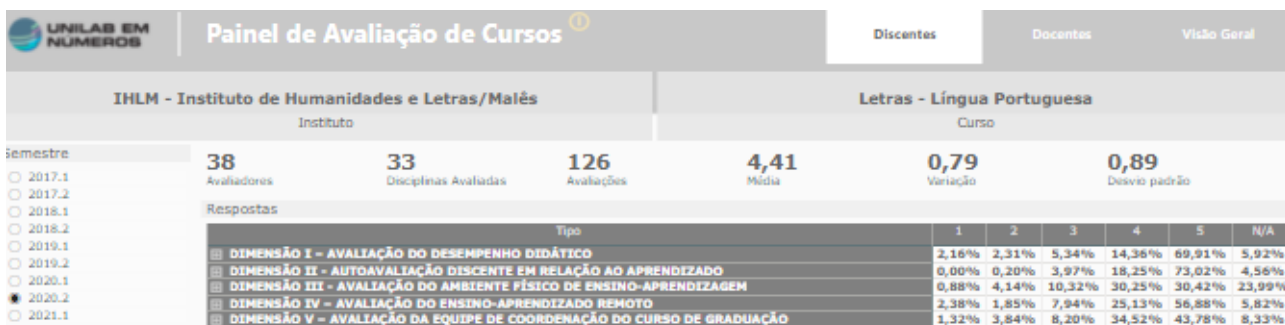 UNILAB EM NÚMEROS
Painel de Avaliação de Cursos
Discentes
Docentes
Visão Geral
IHLM - Instituto de Humanidades e Letras/Malês
Instituto
Letras - Língua Portuguesa
Curso
Semestre
2017.1
2017.2
2018.1
2018.2
2019.1
2019.2
2020.1
2020.2
2021.1
38
Avaliadores
33
Disciplinas Avaliadas
126
Avaliações
4,41
Média
0,79
Variação
0,89
Desvio padrão
Respostas
Tipo 1 2 3 4 5 N/A
DIMENSÃO I – AVALIAÇÃO DO DESEMPENHO DIDÁTICO 2,16% 2,31% 5,34% 14,36% 69,91% 5,92%
DIMENSÃO II - AUTOAVALIAÇÃO DISCENTE EM RELAÇÃO AO APRENDIZADO 0,00% 0,20% 3,97% 18,25% 73,02% 4,56%
DIMENSÃO III - AVALIAÇÃO DO AMBIENTE FÍSICO DE ENSINO-APRENDIZAGEM 0,88% 4,14% 10,32% 30,25% 30,42% 23,99%
DIMENSÃO IV – AVALIAÇÃO DO ENSINO-APRENDIZADO REMOTO 2,38% 1,85% 7,94% 25,13% 56,88% 5,82%
DIMENSÃO V – AVALIAÇÃO DA EQUIPE DE COORDENAÇÃO DO CURSO DE GRADUAÇÃO 1,32% 3,84% 8,20% 34,52% 43,78% 8,33%